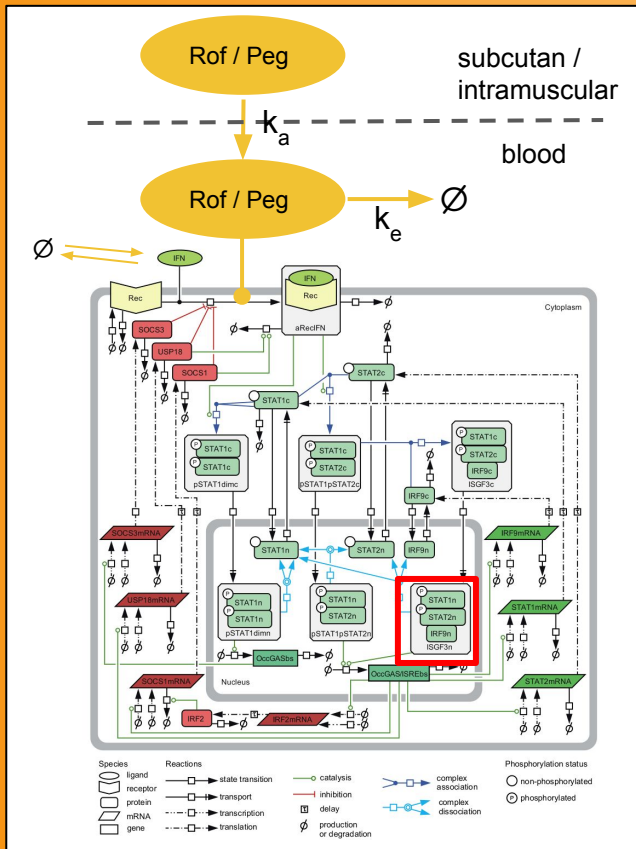 Rof / Peg
subcutan /
intramuscular
ka
blood
Rof / Peg
∅
ke
∅
IFN
Rec
IFN
Rec
aRecIFN
∅
Cytoplasm
SOCS3
∅
∅
USP18
SOCS1
STAT2c
STAT1c
P STAT1c
P STAT1c
pSTAT1dimc
P STAT1c
P STAT2c
pSTAT1pSTAT2c
P STAT1c
P STAT2c
IRF9c
ISGF3c
IRF9c
SOCS3mRNA
IRF9mRNA
STAT1n
STAT2n
IRF9n
USP18mRNA
STAT1mRNA
P STAT1n
P STAT1n
pSTAT1dimn
P STAT1n
P STAT2n
pSTAT1pSTAT2n
P STAT1n
P STAT2n
IRF9n
ISGF3n
OccGASbs
∅
OccGAS/ISREbs
∅
SOCS1mRNA
Nucleus
STAT2mRNA
IRF2
IRF2mRNA
∅
Species
ligand
receptor
protein
mRNA
gene
Reactions
state transition
transport
transcription
translation
catalysis
inhibition
τ delay
∅ production
or degradation
complex
association
complex
dissociation
Phosphorylation status
non-phosphorylated
P phosphorylated